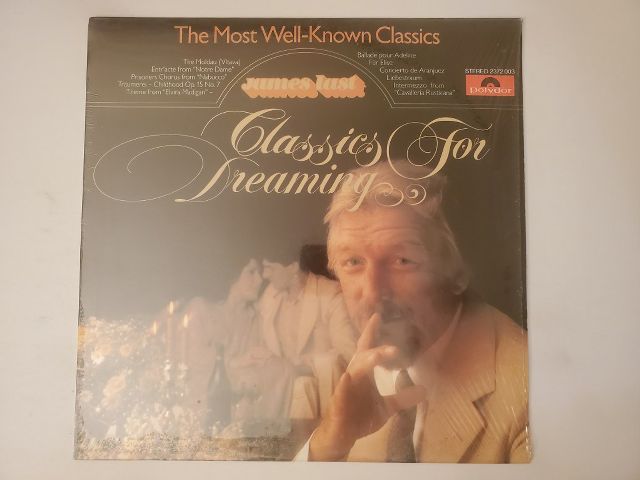 The Most Well-Known Classics
The Moldau (Vltava)
Entr'acte from "Notre Dame"
Prisoners Chorus from "Nabucco"
Träumerei - Childhood Op. 15 No. 7
Theme from "Elvira Madigan" -
Ballade pour Adeline
Für Elise
Concierto de Aranjuez
Liebestraum
Intermezzo from
"Cavalleria Rusticana"
STEREO 2372 003
Polydor
james last
Classics For
Dreaming